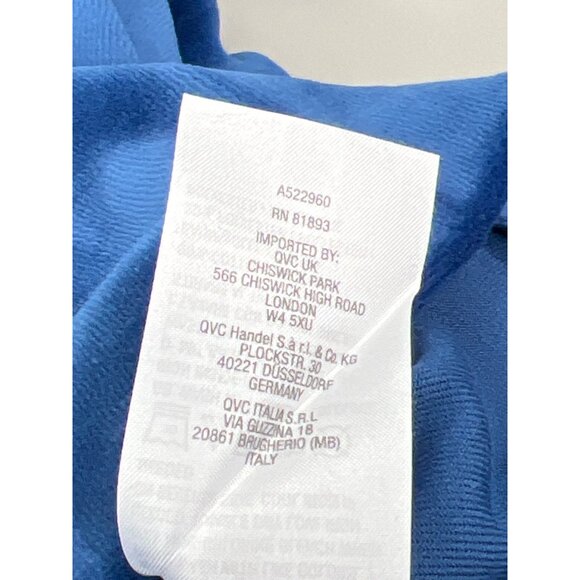 A522960
RN 81893
IMPORTED BY:
QVC UK
CHISWICK PARK
566 CHISWICK HIGH ROAD
LONDON
W4 5XU
QVC Handel S.à r.l. & Co. KG
PLOCKSTR. 30
40221 DÜSSELDORF
GERMANY
QVC ITALIA S.R.L
VIA GUZZINA 18
20861 BRUGHERIO (MB)
ITALY